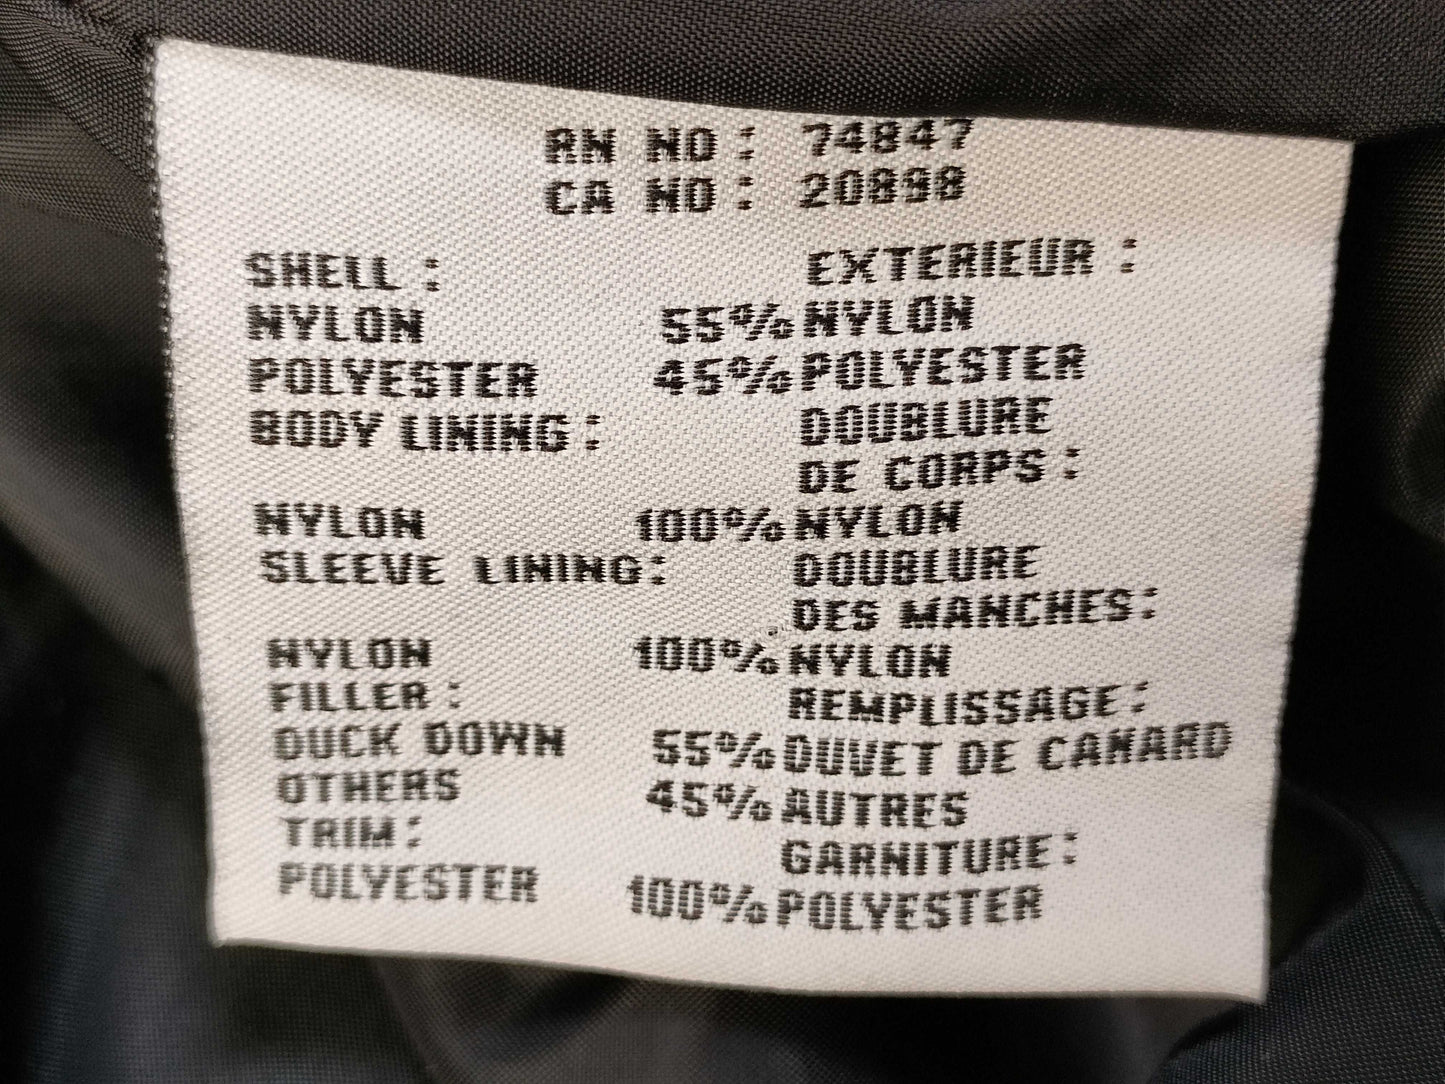 RN NO: 74847
CA NO: 20898
SHELL: EXTERIEUR:
NYLON 55% NYLON
POLYESTER 45% POLYESTER
BODY LINING: DOUBLURE
DE CORPS:
NYLON 100% NYLON
SLEEVE LINING: DOUBLURE
DES MANCHES:
NYLON 100% NYLON
FILLER: REMPLISSAGE:
DUCK DOWN 55% DUVET DE CANARD
OTHERS 45% AUTRES
TRIM: GARNITURE:
POLYESTER 100% POLYESTER